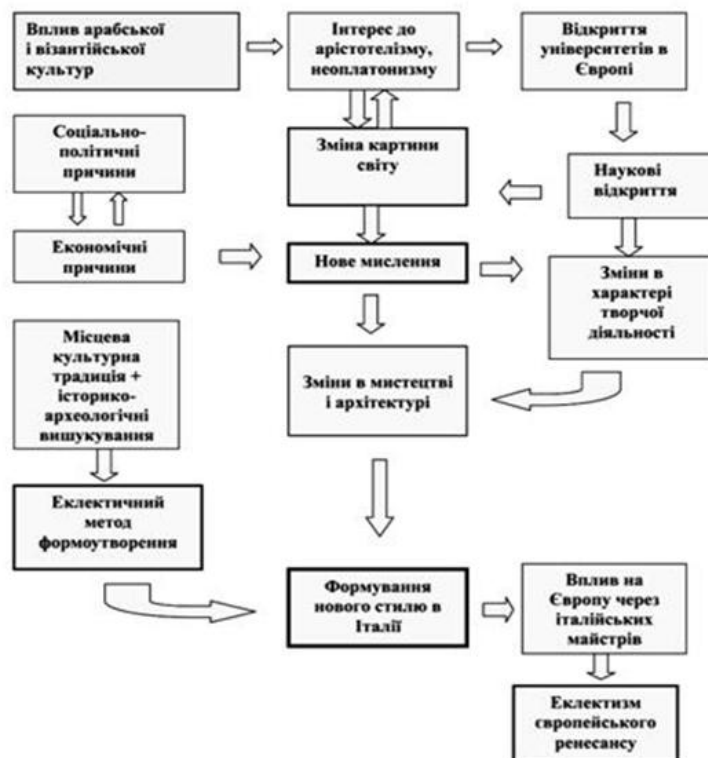 Вплив арабської
і візантійської
культур
Інтерес до
арістотелізму,
неоплатонизму
Відкриття
університетів в
Європі
Соціально-
політичні
причини
Зміна картини
світу
Наукові
відкриття
Економічні
причини
Нове мислення
Зміни в
характері
творчої
діяльності
Місцева
культурна
традиція +
історико-
археологічні
вишукування
Зміни в мистецтві
і архітектурі
Еклектичний
метод
формоутворення
Формування
нового стилю в
Італії
Вплив на
Європу через
італійських
майстрів
Еклектизм
європейського
ренесансу